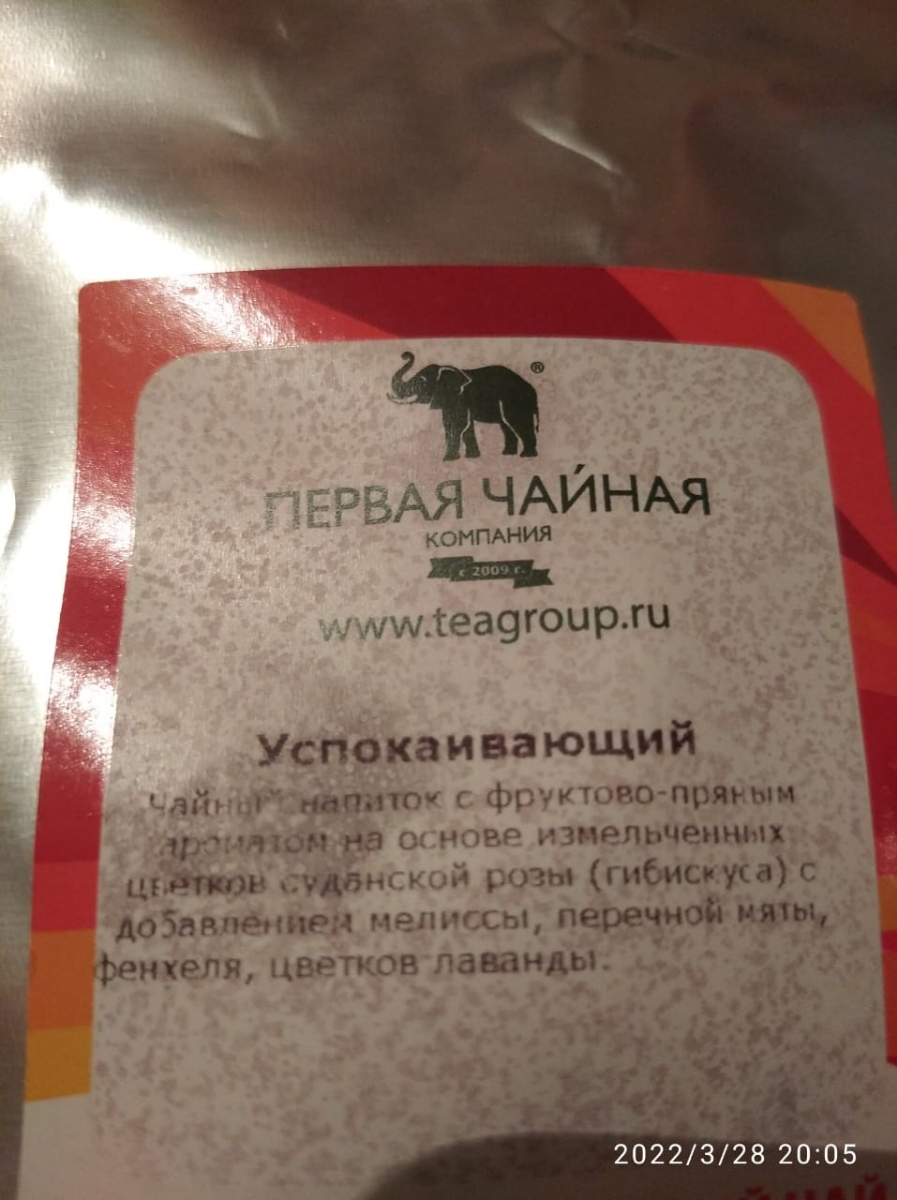 ®
ПЕРВАЯ ЧАЙНАЯ
КОМПАНИЯ
с 2009 г.
www.teagroup.ru
Успокаивающий
Чайный напиток с фруктово-пряным
ароматом на основе измельченных
цветков суданской розы (гибискуса) с
добавлением мелиссы, перечной мяты,
фенхеля, цветков лаванды.
2022/3/28 20:05